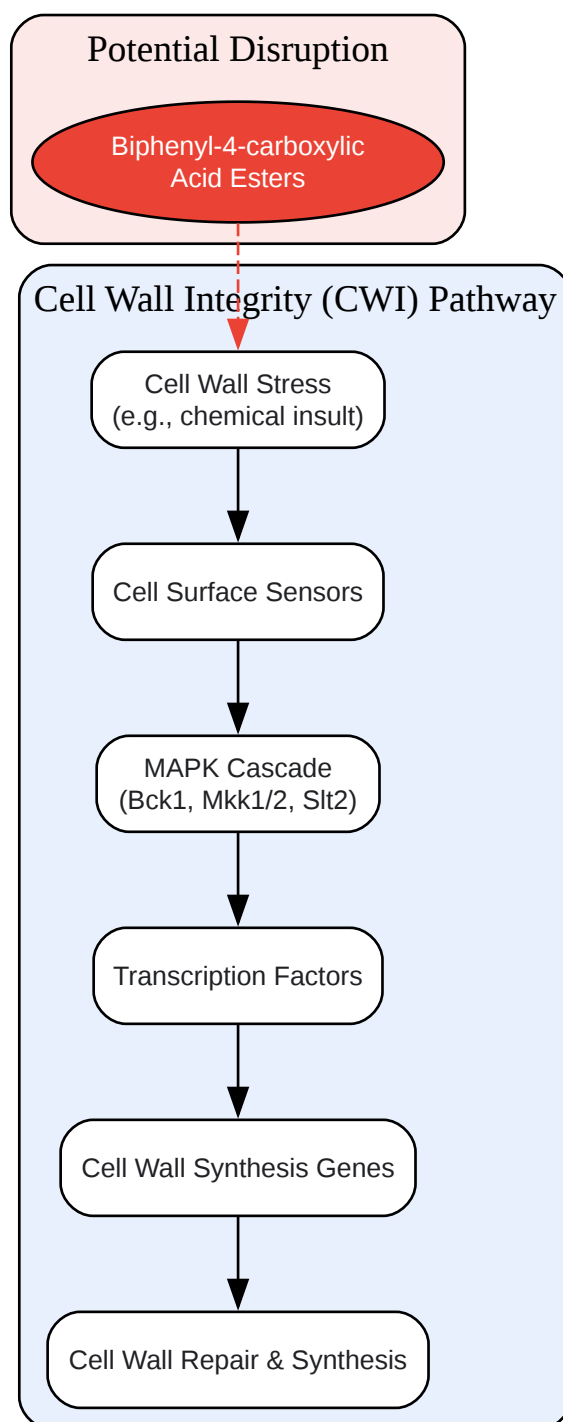 Potential Disruption
Biphenyl-4-carboxylic
Acid Esters
Cell Wall Integrity (CWI) Pathway
Cell Wall Stress
(e.g., chemical insult)
Cell Surface Sensors
MAPK Cascade
(Bck1, Mkk1/2, Slt2)
Transcription Factors
Cell Wall Synthesis Genes
Cell Wall Repair & Synthesis